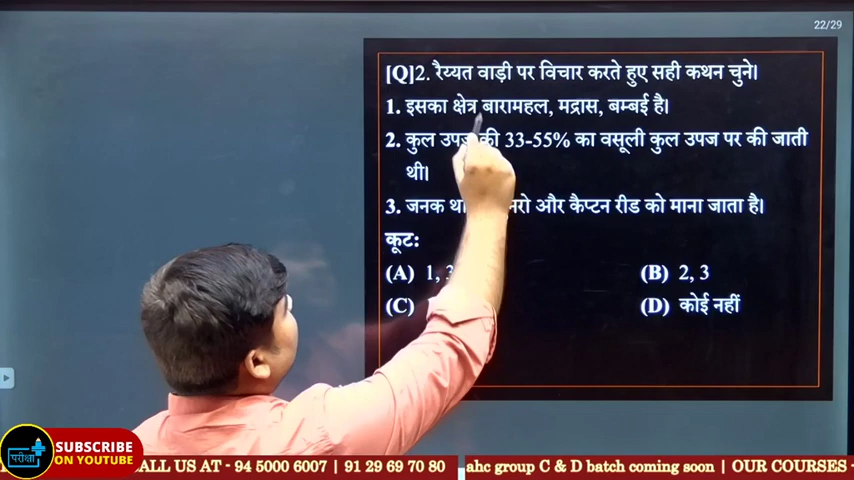 22/29
[Q]2. रैय्यत वाड़ी पर विचार करते हुए सही कथन चुने।
1. इसका क्षेत्र बारामहल, मद्रास, बम्बई है।
2. कुल उपज की 33-55% का वसूली कुल उपज पर की जाती
थी।
3. जनक और कैप्टन रीड को माना जाता है।
कूट:
(A) 1, 3
(B) 2, 3
(C)
(D) कोई नहीं
परीक्षा
SUBSCRIBE
ON YOUTUBE
ALL US AT - 94 5000 6007 | 91 29 69 70 80 ahc group C & D batch coming soon | OUR COURSES -